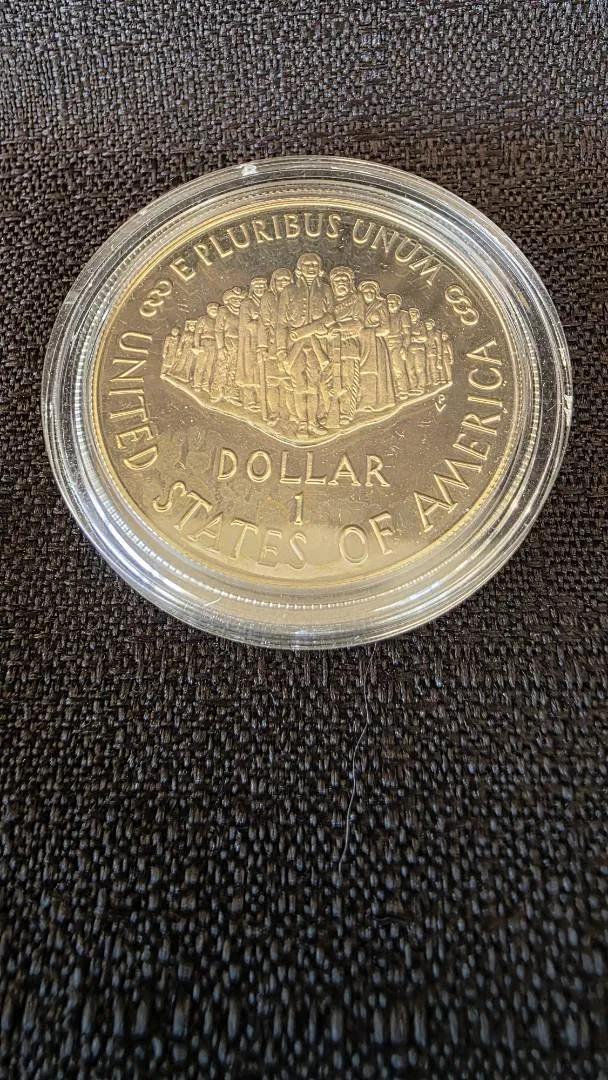 E PLURIBUS UNUM
DOLLAR
1
UNITED STATES OF AMERICA